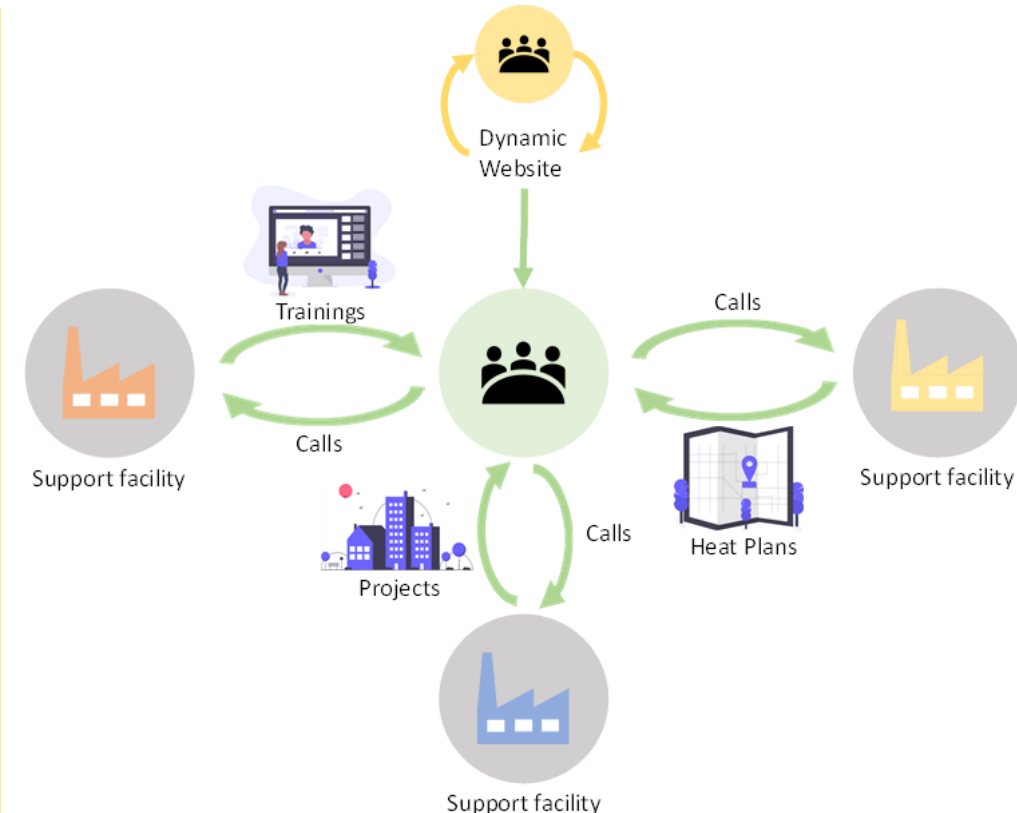 Dynamic
Website
Trainings
Calls
Calls
Support facility
Support facility
Calls
Heat Plans
Projects
Support facility